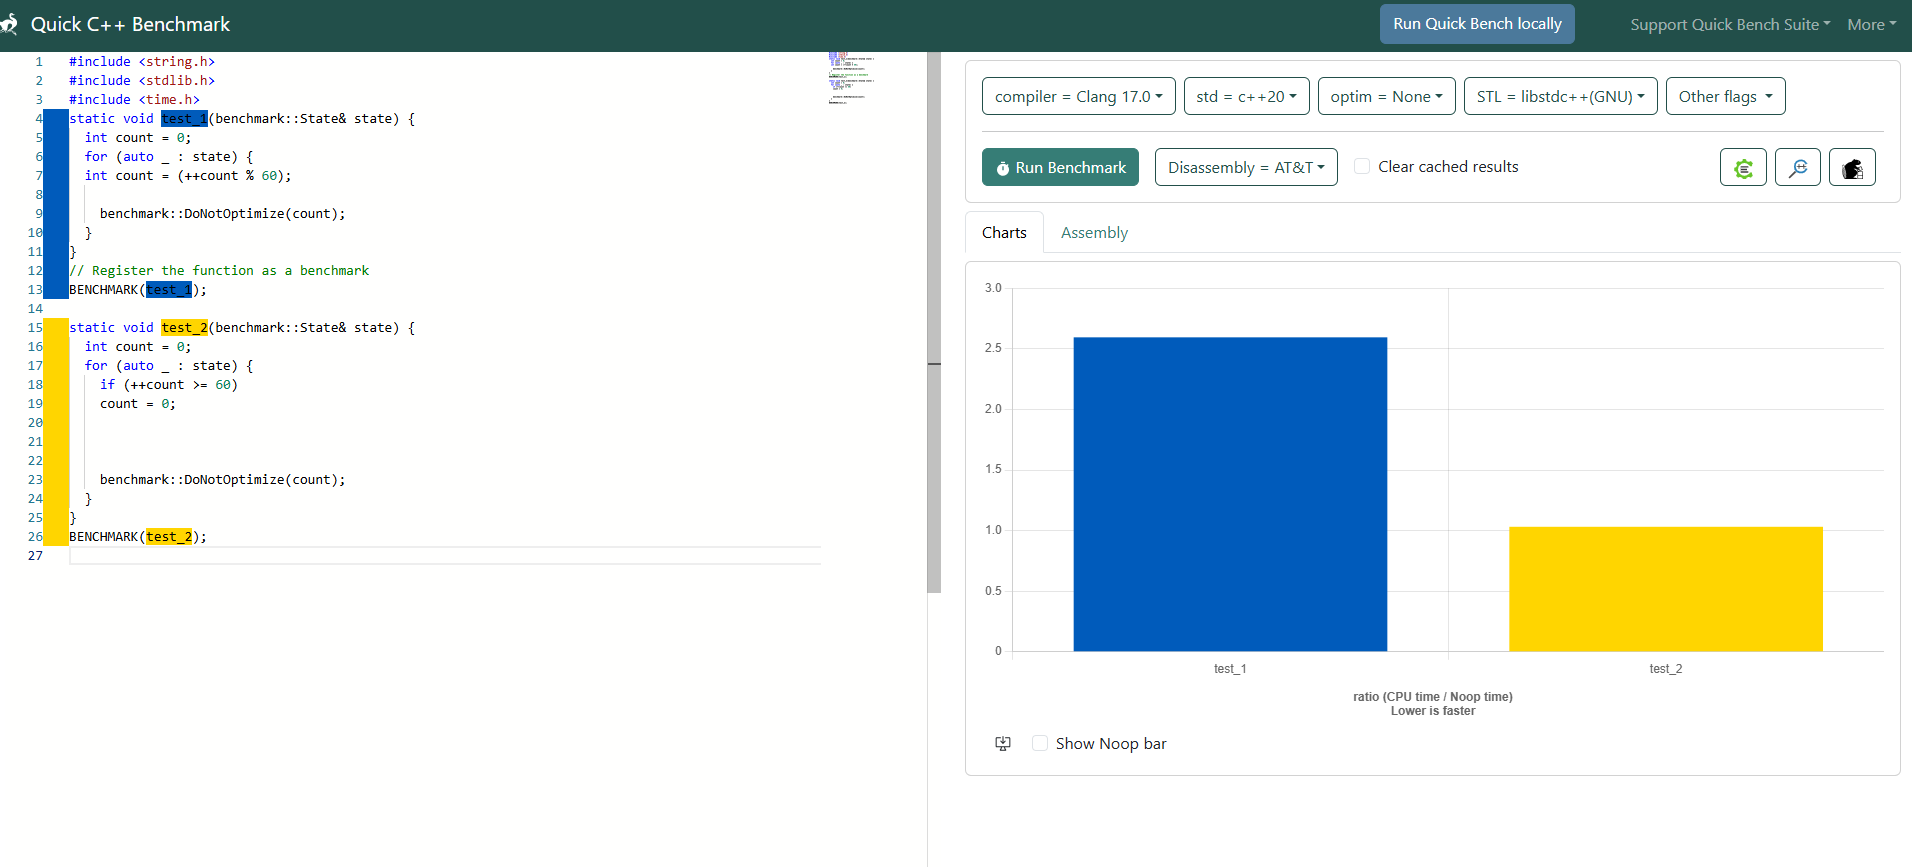 Quick C++ Benchmark
Run Quick Bench locally
Support Quick Bench Suite
More
1 #include <string.h>
2 #include <stdlib.h>
3 #include <time.h>
4 static void test_1(benchmark::State& state) {
5 int count = 0;
6 for (auto _ : state) {
7 int count = (++count % 60);
8
9 benchmark::DoNotOptimize(count);
10 }
11 }
12 // Register the function as a benchmark
13 BENCHMARK(test_1);
14
15 static void test_2(benchmark::State& state) {
16 int count = 0;
17 for (auto _ : state) {
18 if (++count >= 60)
19 count = 0;
20
21
22
23 benchmark::DoNotOptimize(count);
24 }
25 }
26 BENCHMARK(test_2);
27
compiler = Clang 17.0
std = c++20
optim = None
STL = libstdc++(GNU)
Other flags
Run Benchmark
Disassembly = AT&T
Clear cached results
Charts
Assembly
3.0
2.5
2.0
1.5
1.0
0.5
0
test_1
test_2
ratio (CPU time / Noop time)
Lower is faster
Show Noop bar